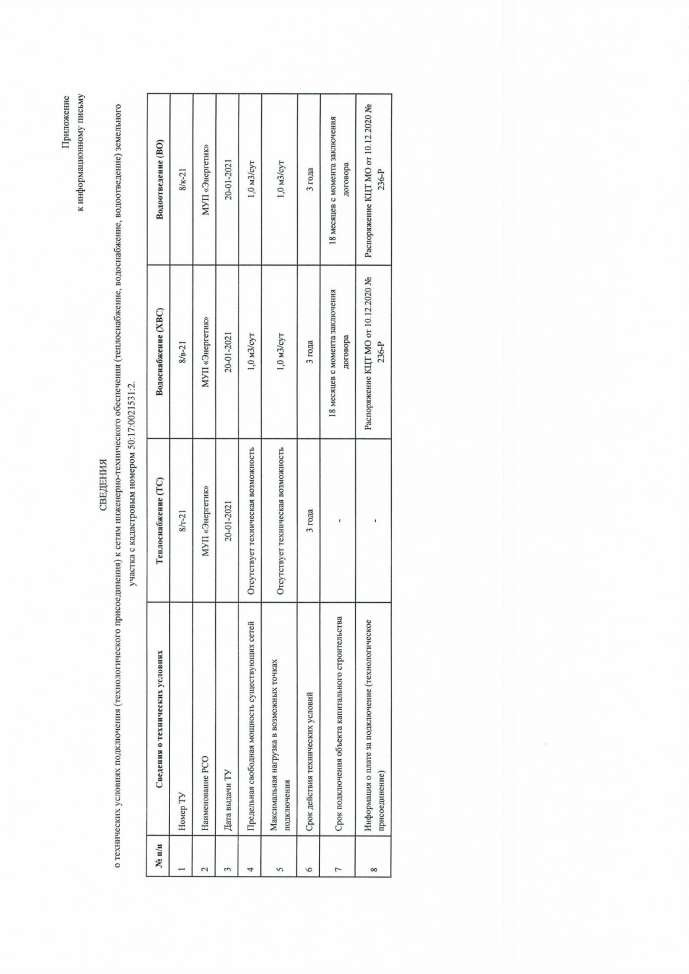 Приложение
к информационному письму
СВЕДЕНИЯ
о технических условиях подключения (технологического присоединения) к сетям инженерно-технического обеспечения (теплоснабжение, водоснабжение, водоотведение) земельного
участка с кадастровым номером 50:17:0021531:2.
№ п/п Сведения о технических условиях Теплоснабжение (ТС) Водоснабжение (ХВС) Водоотведение (ВО)
1 Номер ТУ 8/т-21 8/в-21 8/к-21
2 Наименование РСО МУП «Энергетик» МУП «Энергетик» МУП «Энергетик»
3 Дата выдачи ТУ 20-01-2021 20-01-2021 20-01-2021
4 Предельная свободная мощность существующих сетей Отсутствует техническая возможность 1,0 м3/сут 1,0 м3/сут
5 Максимальная нагрузка в возможных точках
подключения Отсутствует техническая возможность 1,0 м3/сут 1,0 м3/сут
6 Срок действия технических условий 3 года 3 года 3 года
7 Срок подключения объекта капитального строительства - 18 месяцев с момента заключения
договора 18 месяцев с момента заключения
договора
8 Информация о плате за подключение (технологическое
присоединение) - Распоряжение КЦТ МО от 10.12.2020 №
236-Р Распоряжение КЦТ МО от 10.12.2020 №
236-Р